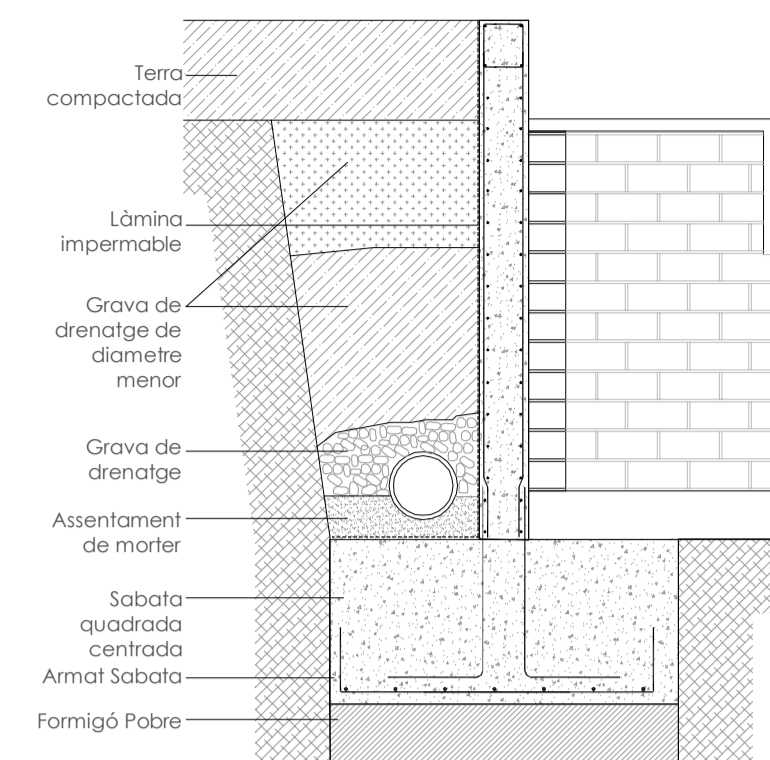 Terra
compactada
Làmina
impermable
Grava de
drenatge de
diametre
menor
Grava de
drenatge
Assentament
de morter
Sabata
quadrada
centrada
Armat Sabata
Formigó Pobre